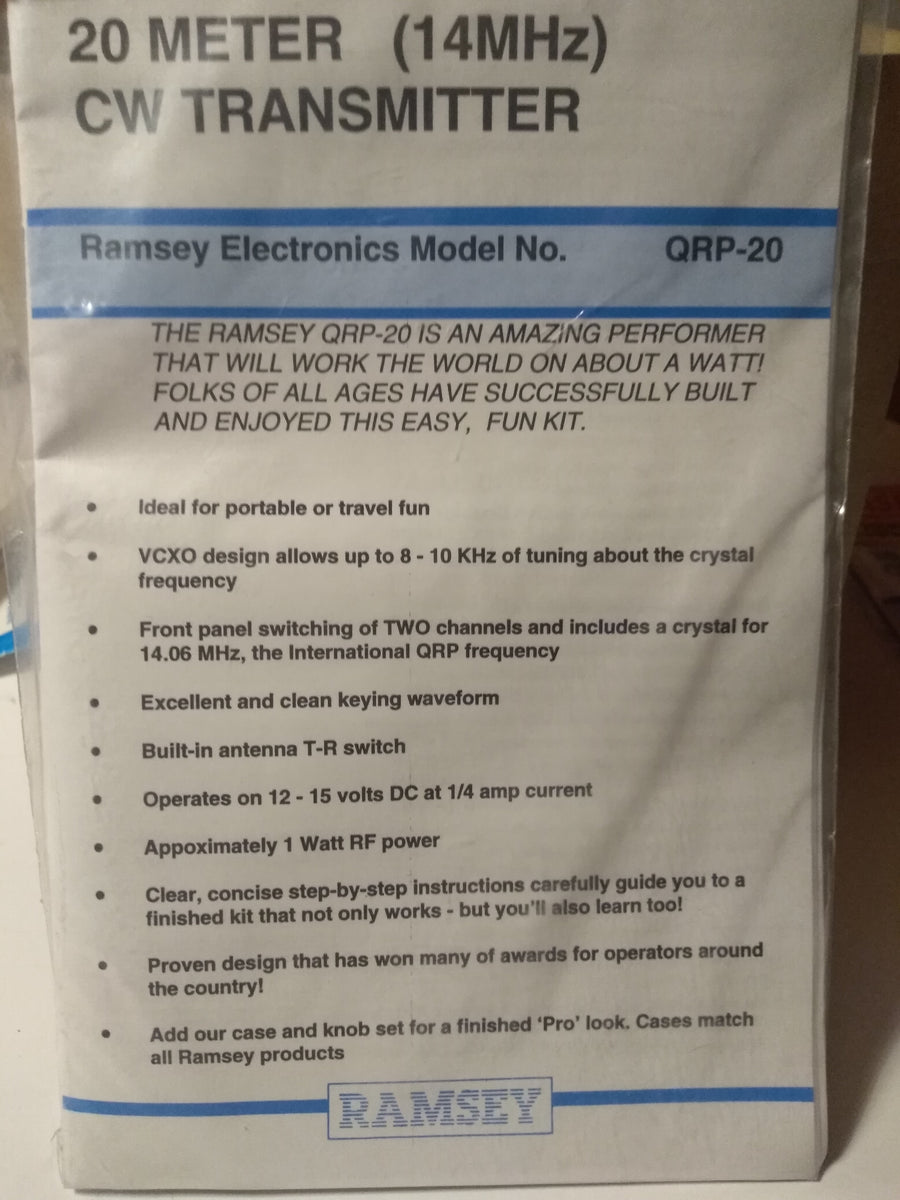 20 METER (14MHz)
CW TRANSMITTER
Ramsey Electronics Model No. QRP-20
THE RAMSEY QRP-20 IS AN AMAZING PERFORMER
THAT WILL WORK THE WORLD ON ABOUT A WATT!
FOLKS OF ALL AGES HAVE SUCCESSFULLY BUILT
AND ENJOYED THIS EASY, FUN KIT.
• Ideal for portable or travel fun
• VCXO design allows up to 8 - 10 KHz of tuning about the crystal
frequency
• Front panel switching of TWO channels and includes a crystal for
14.06 MHz, the International QRP frequency
• Excellent and clean keying waveform
• Built-in antenna T-R switch
• Operates on 12 - 15 volts DC at 1/4 amp current
• Appoximately 1 Watt RF power
• Clear, concise step-by-step instructions carefully guide you to a
finished kit that not only works - but you'll also learn too!
• Proven design that has won many of awards for operators around
the country!
• Add our case and knob set for a finished ‘Pro’ look. Cases match
all Ramsey products
RAMSEY